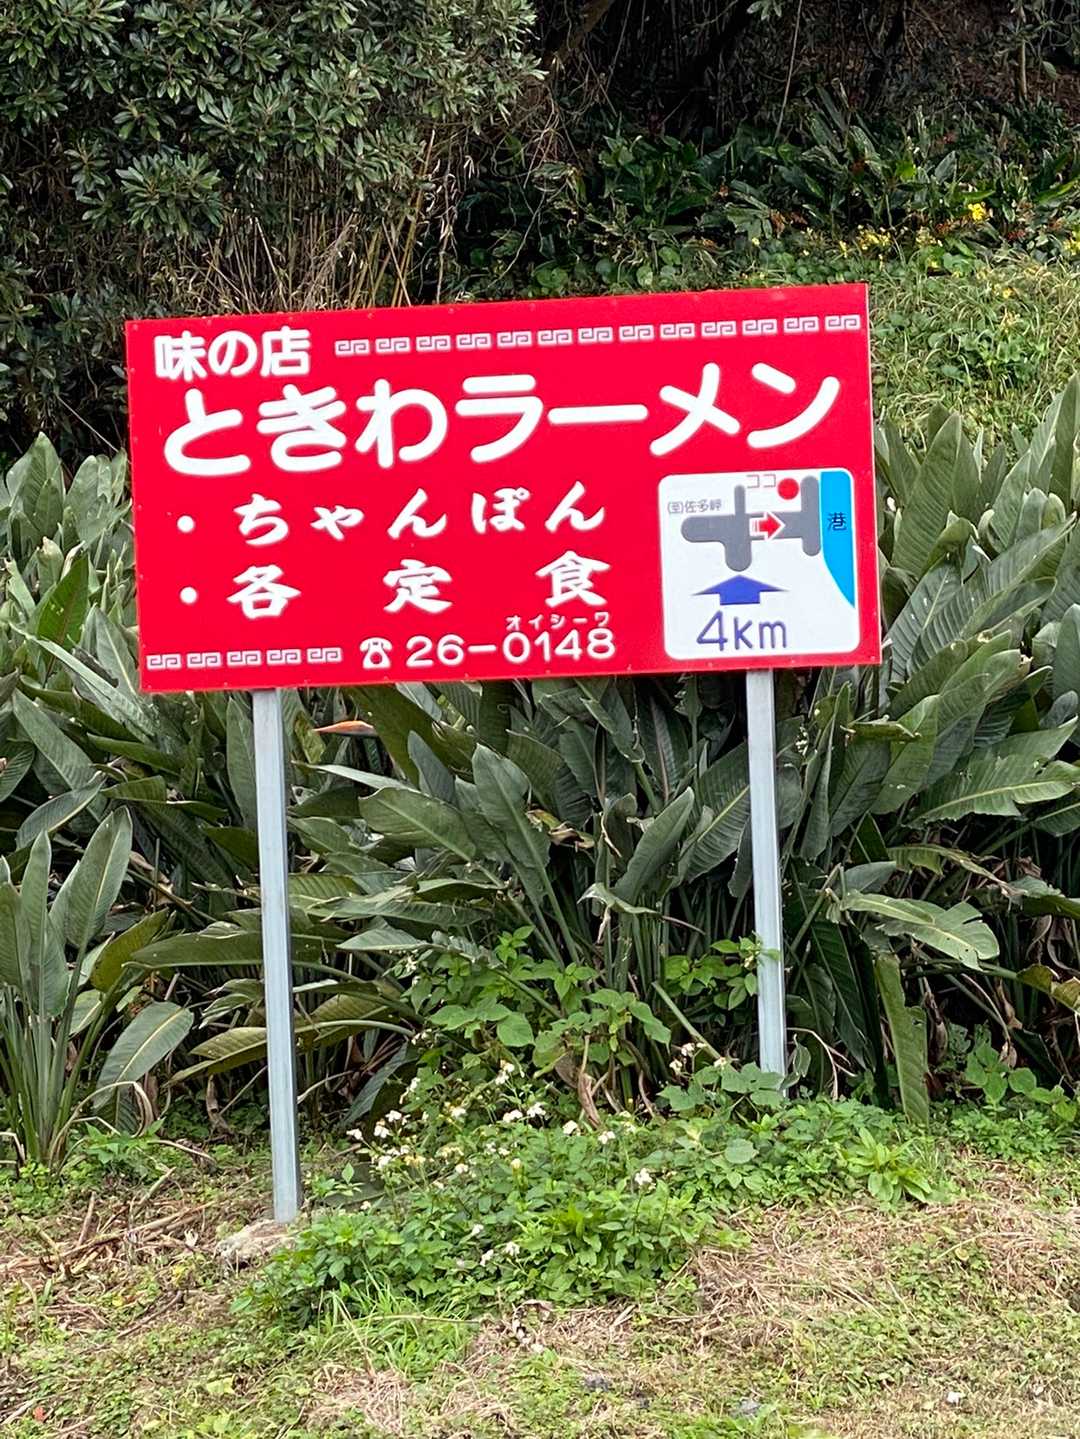 味の店
ときわラーメン
・ちゃんぽん
・各定食
オイシーワ
☎26-0148
ココ
(至)佐多岬
港
4km